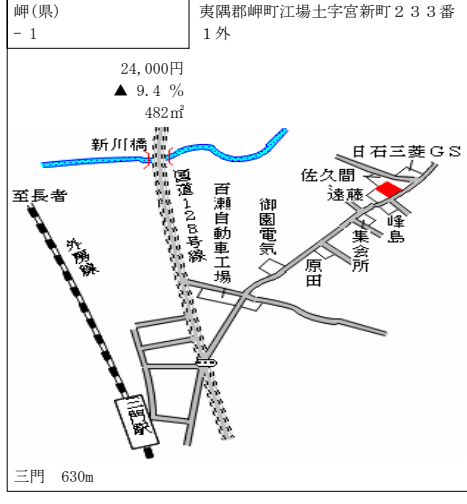 岬(県)
－1
夷隅郡岬町江場土字宮新町２３３番
１外
24,000円
▲ 9.4 %
482㎡
新川橋
日石三菱ＧＳ
佐久間
遠藤
至長者
外房線
国道128号線
百瀬自動車工場
御園電気
原田
集会所
峰島
三門駅
三門　630m